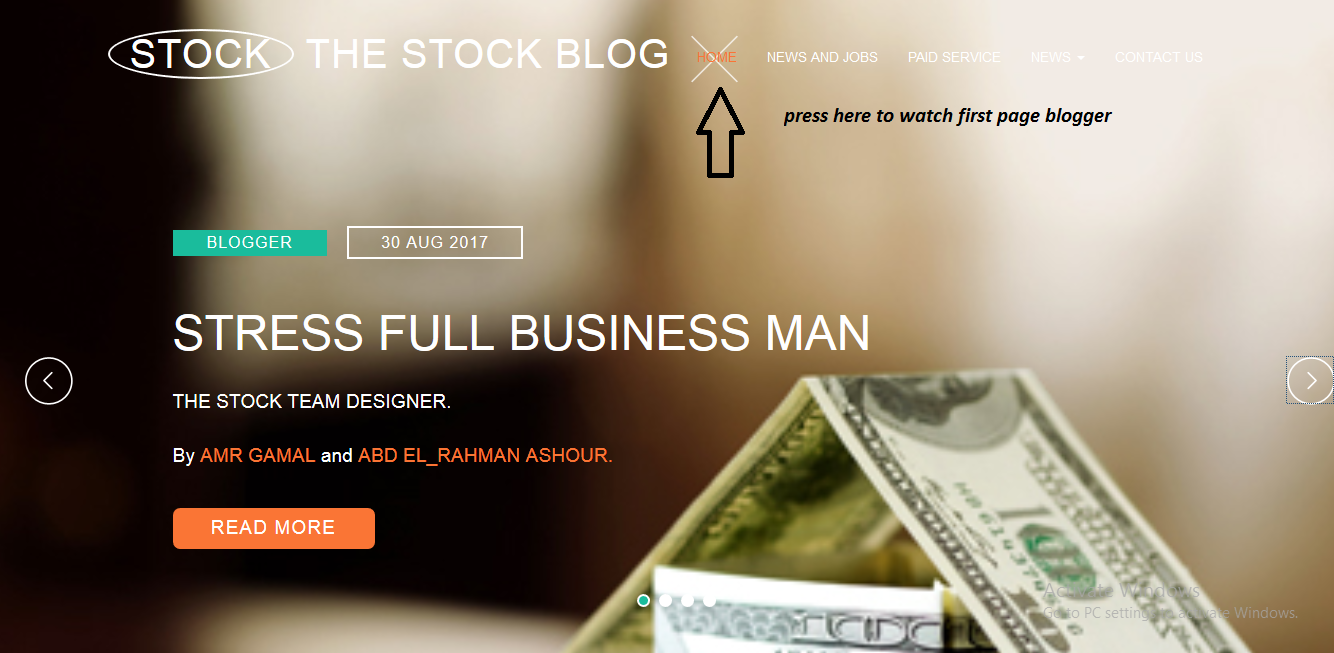 STOCK THE STOCK BLOG
HOME NEWS AND JOBS PAID SERVICE NEWS CONTACT US
press here to watch first page blogger
BLOGGER 30 AUG 2017
STRESS FULL BUSINESS MAN
THE STOCK TEAM DESIGNER.
By AMR GAMAL and ABD EL_RAHMAN ASHOUR.
READ MORE
Activate Windows
Go to PC settings to activate Windows.